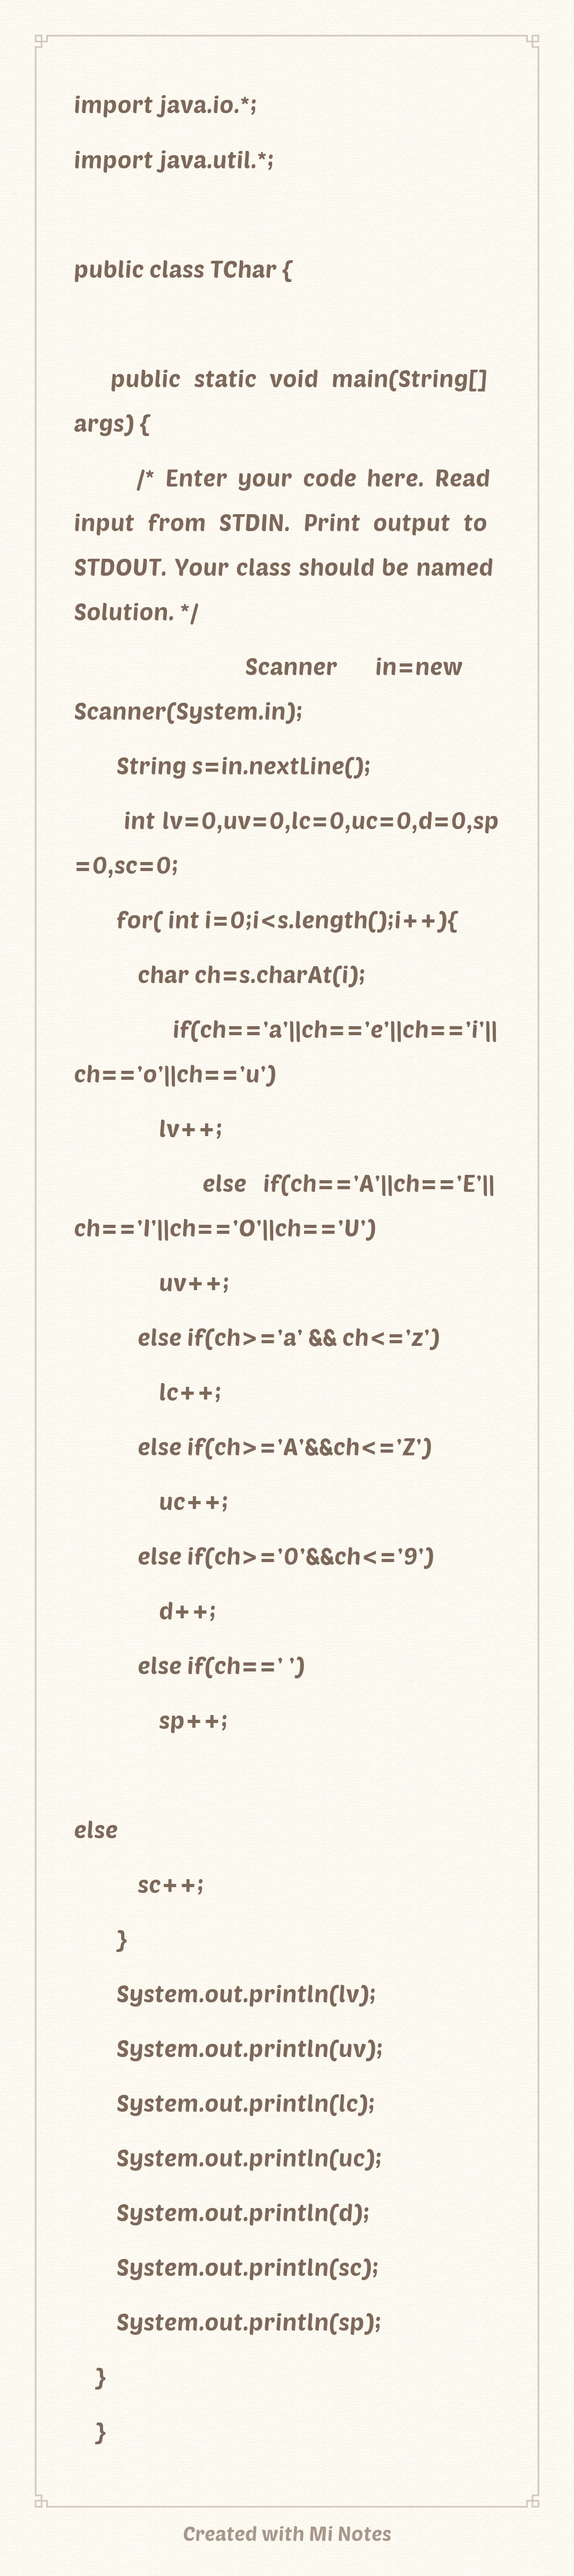 import java.io.*;
import java.util.*;
public class TChar {
public static void main(String[]
args) {
/* Enter your code here. Read
input from STDIN. Print output to
STDOUT. Your class should be named
Solution. */
Scanner in=new
Scanner(System.in);
String s=in.nextLine();
int lv=0,uv=0,lc=0,uc=0,d=0,sp
=0,sc=0;
for( int i=0;i<s.length();i++){
char ch=s.charAt(i);
if(ch=='a'||ch=='e'||ch=='i'||
ch=='o'||ch=='u')
lv++;
else if(ch=='A'||ch=='E'||
ch=='I'||ch=='O'||ch=='U')
uv++;
else if(ch>='a' && ch<='z')
lc++;
else if(ch>='A'&&ch<='Z')
uc++;
else if(ch>='0'&&ch<='9')
d++;
else if(ch==' ')
sp++;
else
sc++;
}
System.out.println(lv);
System.out.println(uv);
System.out.println(lc);
System.out.println(uc);
System.out.println(d);
System.out.println(sc);
System.out.println(sp);
}
}
Created with Mi Notes